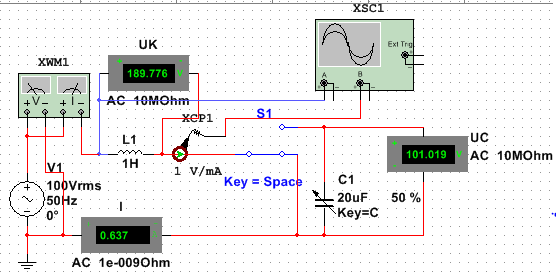 XSC1
UK
Ext Trig
189.776 V
XWM1
A B
V I
AC 10MOhm
XCP1
S1
L1
UC
1H
101.019 V
AC 10MOhm
V1
1 V/mA
Key = Space
100Vrms
C1
50Hz
20uF
50 %
0°
I
Key=C
0.637
AC 1e-009Ohm